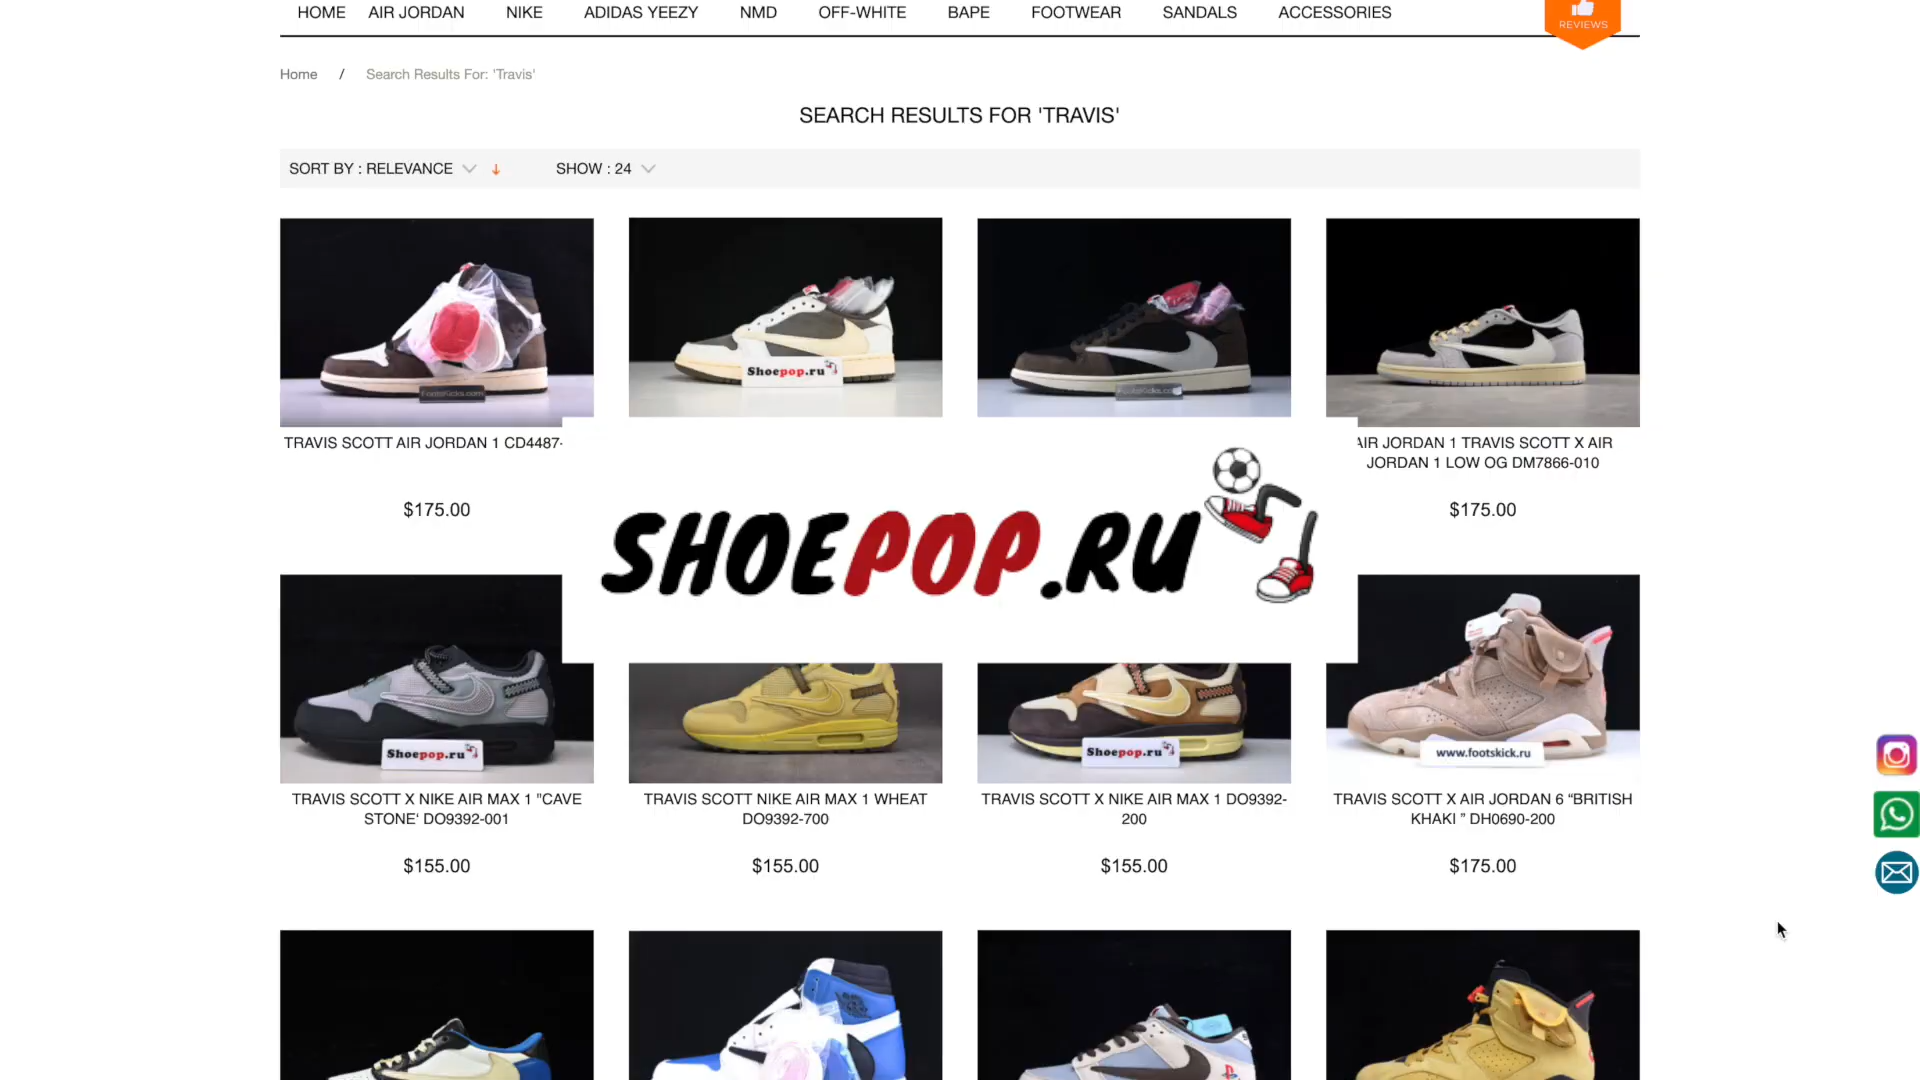 HOME AIR JORDAN NIKE ADIDAS YEEZY NMD OFF-WHITE BAPE FOOTWEAR SANDALS ACCESSORIES
REVIEWS
Home / Search Results For: 'Travis'
SEARCH RESULTS FOR 'TRAVIS'
SORT BY : RELEVANCE SHOW : 24
Shoepop.ru
TRAVIS SCOTT AIR JORDAN 1 CD4487-
$175.00
AIR JORDAN 1 TRAVIS SCOTT X AIR
JORDAN 1 LOW OG DM7866-010
$175.00
SHOEPOP.RU
Shoepop.ru
Shoepop.ru
www.footskick.ru
TRAVIS SCOTT X NIKE AIR MAX 1 "CAVE
STONE' DO9392-001
$155.00
TRAVIS SCOTT NIKE AIR MAX 1 WHEAT
DO9392-700
$155.00
TRAVIS SCOTT X NIKE AIR MAX 1 DO9392-
200
$155.00
TRAVIS SCOTT X AIR JORDAN 6 “BRITISH
KHAKI ” DH0690-200
$175.00